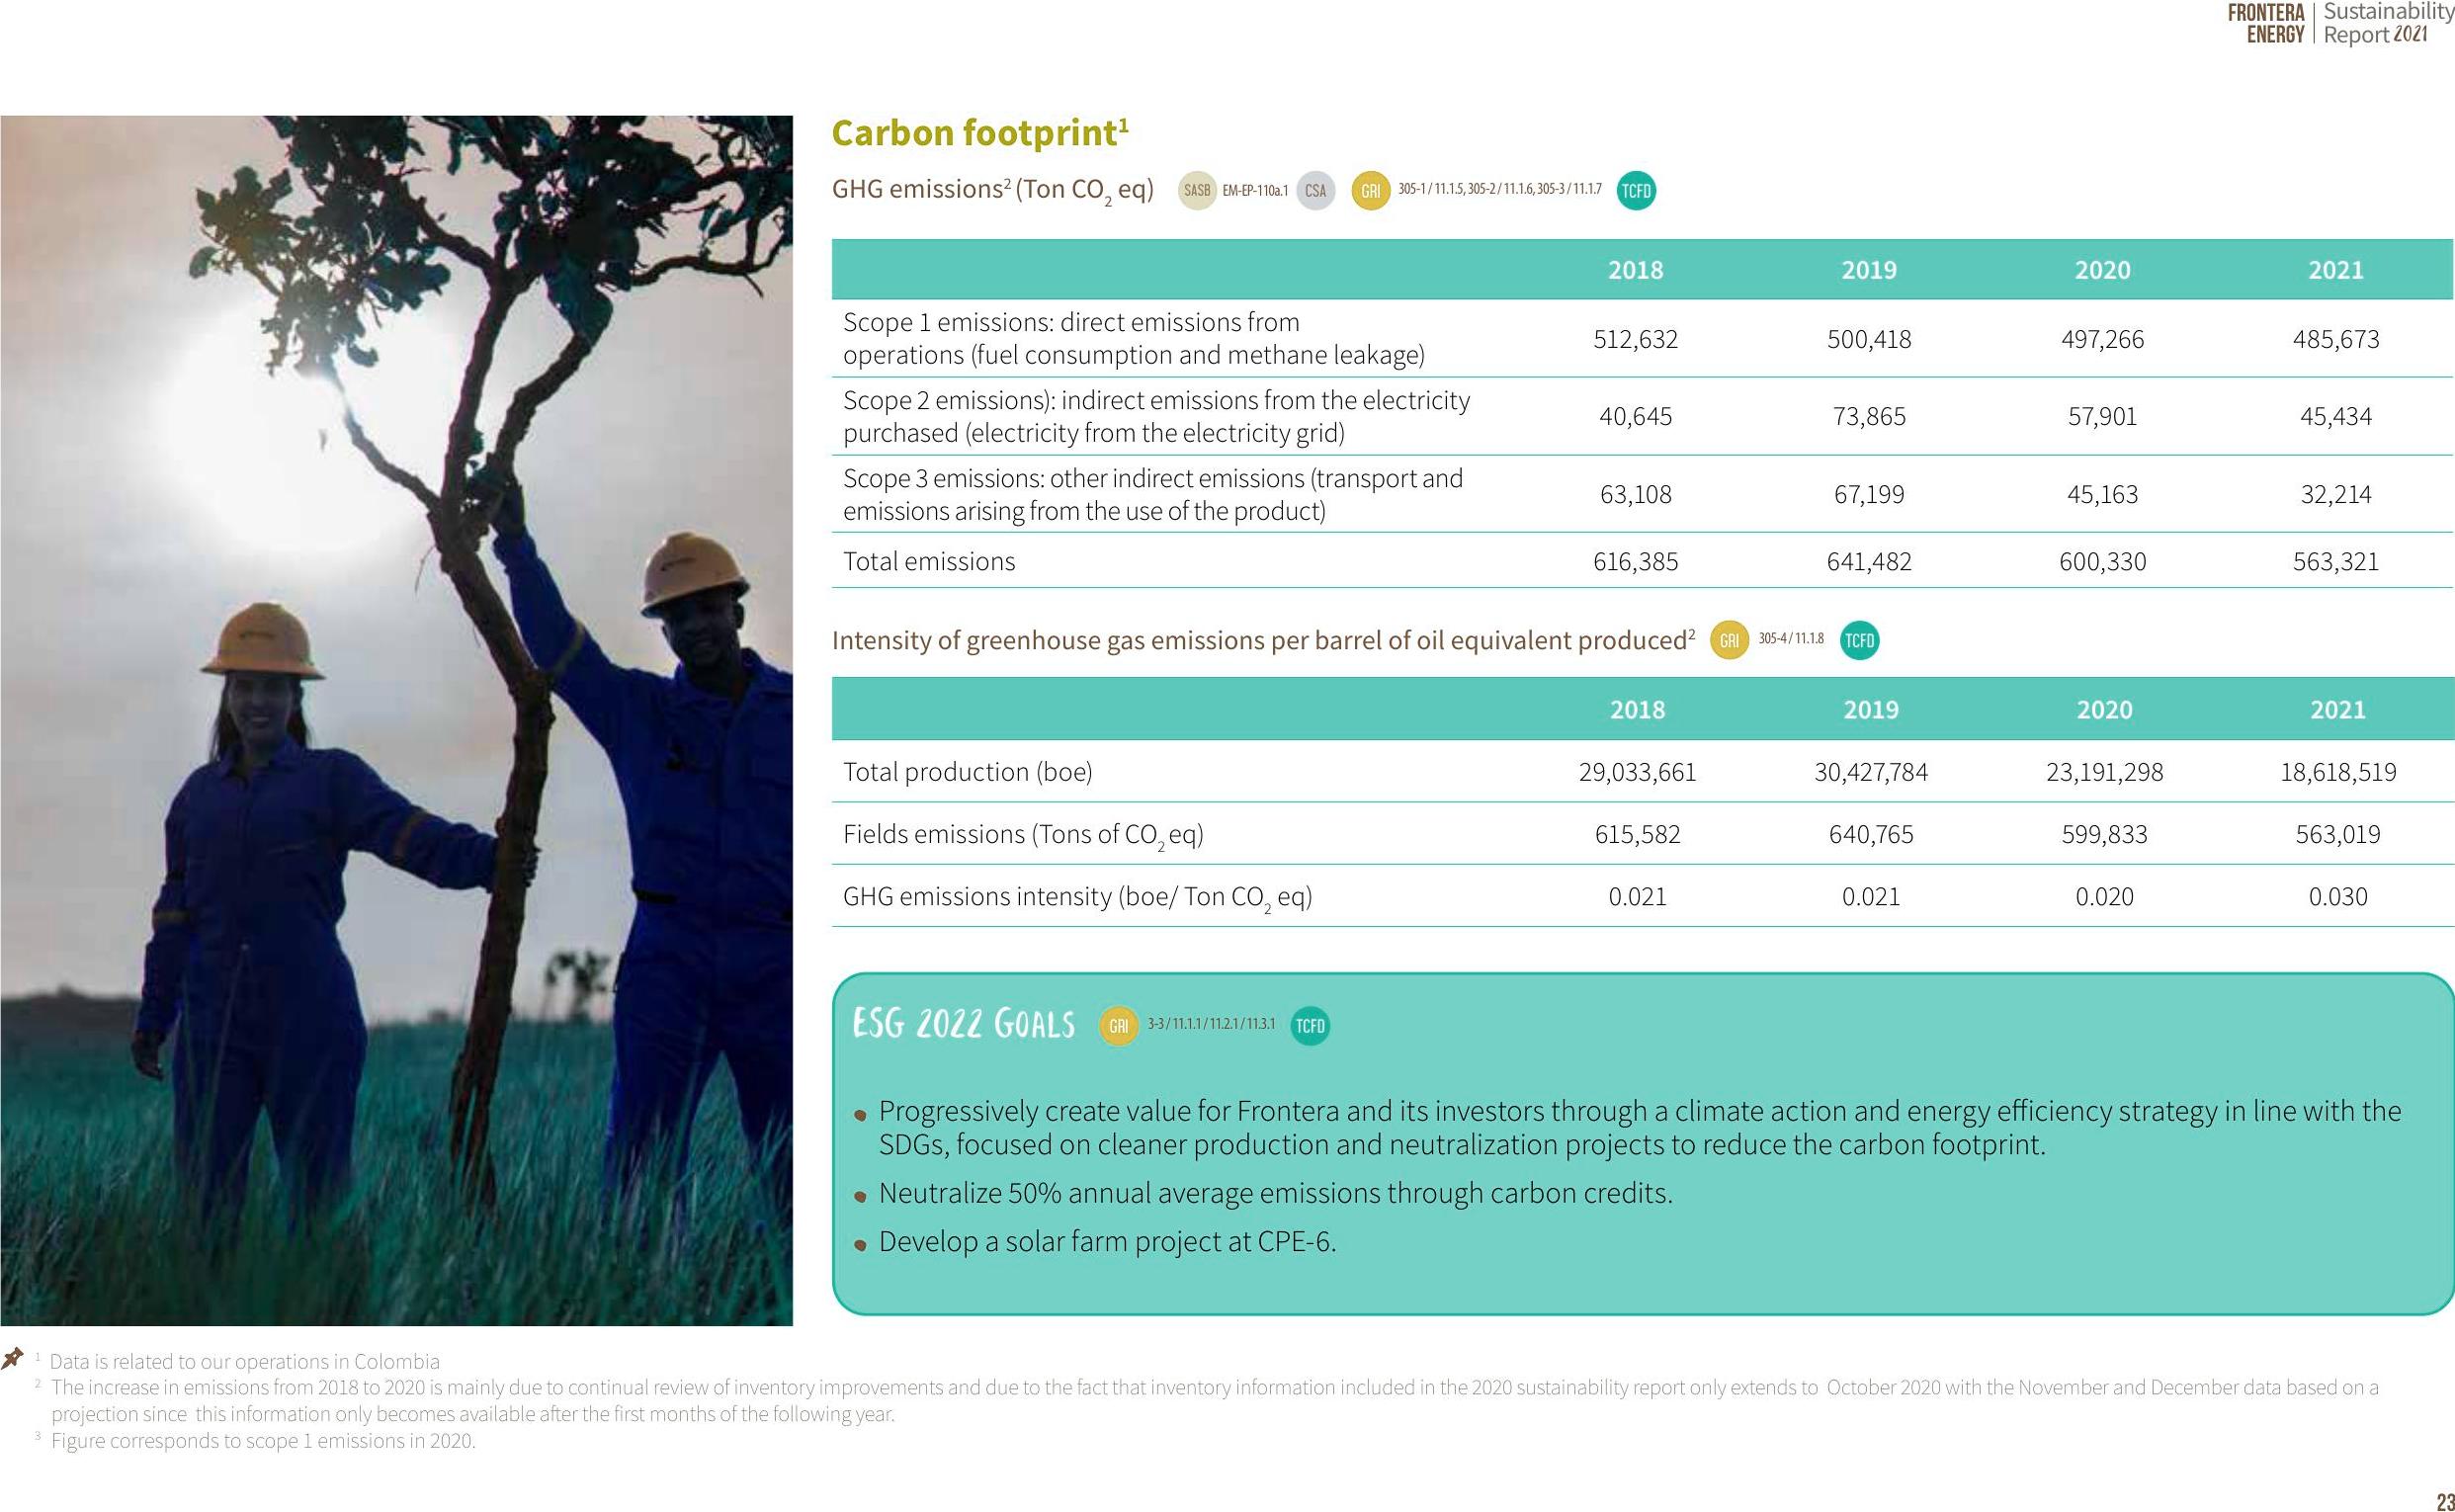 FRONTERA ENERGY | Sustainability Report 2021
Carbon footprint¹
GHG emissions² (Ton CO₂ eq) SASB EM-EP-110a.1 CSA GRI 305-1 / 11.1.5, 305-2 / 11.1.6, 305-3 / 11.1.7 TCFD
2018 2019 2020 2021
Scope 1 emissions: direct emissions from
operations (fuel consumption and methane leakage) 512,632 500,418 497,266 485,673
Scope 2 emissions): indirect emissions from the electricity
purchased (electricity from the electricity grid) 40,645 73,865 57,901 45,434
Scope 3 emissions: other indirect emissions (transport and
emissions arising from the use of the product) 63,108 67,199 45,163 32,214
Total emissions 616,385 641,482 600,330 563,321
Intensity of greenhouse gas emissions per barrel of oil equivalent produced² GRI 305-4 / 11.1.8 TCFD
2018 2019 2020 2021
Total production (boe) 29,033,661 30,427,784 23,191,298 18,618,519
Fields emissions (Tons of CO₂ eq) 615,582 640,765 599,833 563,019
GHG emissions intensity (boe/ Ton CO₂ eq) 0.021 0.021 0.020 0.030
ESG 2022 GOALS GRI 3-3 / 11.1.1 / 11.2.1 / 11.3.1 TCFD
• Progressively create value for Frontera and its investors through a climate action and energy efficiency strategy in line with the
SDGs, focused on cleaner production and neutralization projects to reduce the carbon footprint.
• Neutralize 50% annual average emissions through carbon credits.
• Develop a solar farm project at CPE-6.
¹ Data is related to our operations in Colombia
² The increase in emissions from 2018 to 2020 is mainly due to continual review of inventory improvements and due to the fact that inventory information included in the 2020 sustainability report only extends to October 2020 with the November and December data based on a
projection since this information only becomes available after the first months of the following year.
³ Figure corresponds to scope 1 emissions in 2020.
23